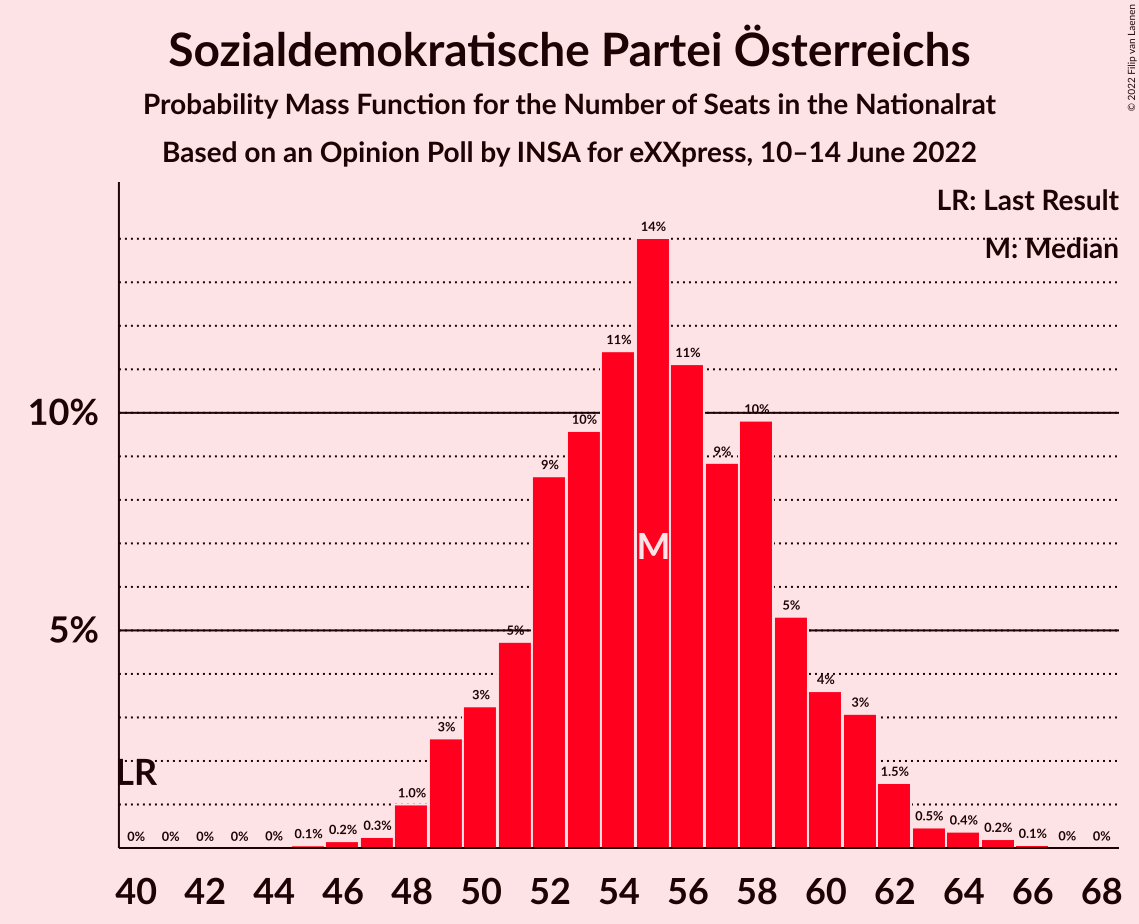 Sozialdemokratische Partei Österreichs
Probability Mass Function for the Number of Seats in the Nationalrat
Based on an Opinion Poll by INSA for eXXpress, 10–14 June 2022
© 2022 Filip van Laenen
LR: Last Result
M: Median
10%
5%
LR
M
0% 0% 0% 0% 0% 0.1% 0.2% 0.3% 1.0% 3% 3% 5% 9% 10% 11% 14% 11% 9% 10% 5% 4% 3% 1.5% 0.5% 0.4% 0.2% 0.1% 0% 0%
40 42 44 46 48 50 52 54 56 58 60 62 64 66 68